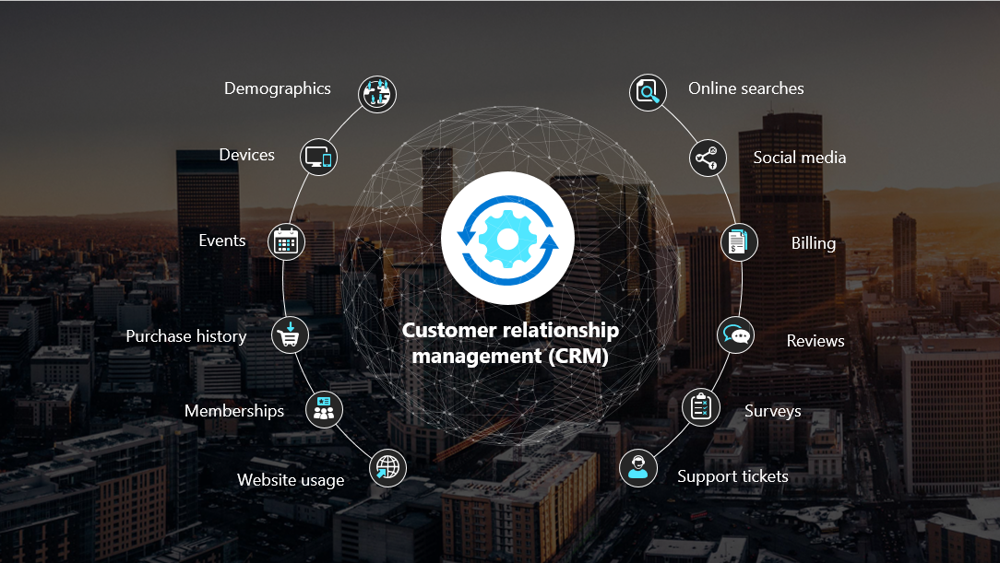 Demographics
Devices
Events
Purchase history
Memberships
Website usage
Customer relationship
management (CRM)
Online searches
Social media
Billing
Reviews
Surveys
Support tickets